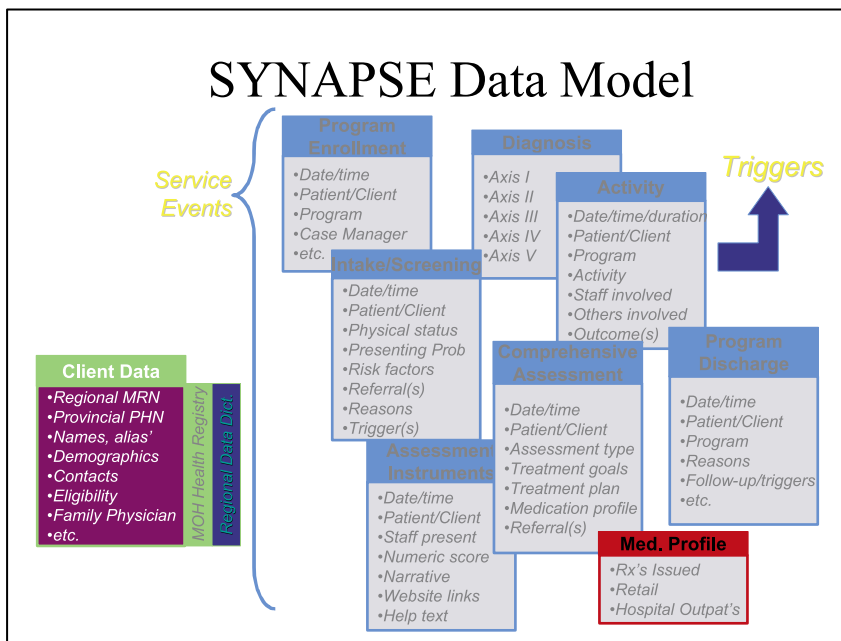 SYNAPSE Data Model
Service
Events
Program
Enrollment
•Date/time
•Patient/Client
•Program
•Case Manager
•etc.
Diagnosis
•Axis I
•Axis II
•Axis III
•Axis IV
•Axis V
Activity
•Date/time/duration
•Patient/Client
•Program
•Activity
•Staff involved
•Others involved
•Outcome(s)
Triggers
Intake/Screening
•Date/time
•Patient/Client
•Physical status
•Presenting Prob
•Risk factors
•Referral(s)
•Reasons
•Trigger(s)
Comprehensive
Assessment
•Date/time
•Patient/Client
•Assessment type
•Treatment goals
•Treatment plan
•Medication profile
•Referral(s)
Program
Discharge
•Date/time
•Patient/Client
•Program
•Reasons
•Follow-up/triggers
•etc.
Client Data
•Regional MRN
•Provincial PHN
•Names, alias'
•Demographics
•Contacts
•Eligibility
•Family Physician
•etc.
MOH Health Registry
Regional Data Dict.
Assessment
Instruments
•Date/time
•Patient/Client
•Staff present
•Numeric score
•Narrative
•Website links
•Help text
Med. Profile
•Rx's Issued
•Retail
•Hospital Outpat's